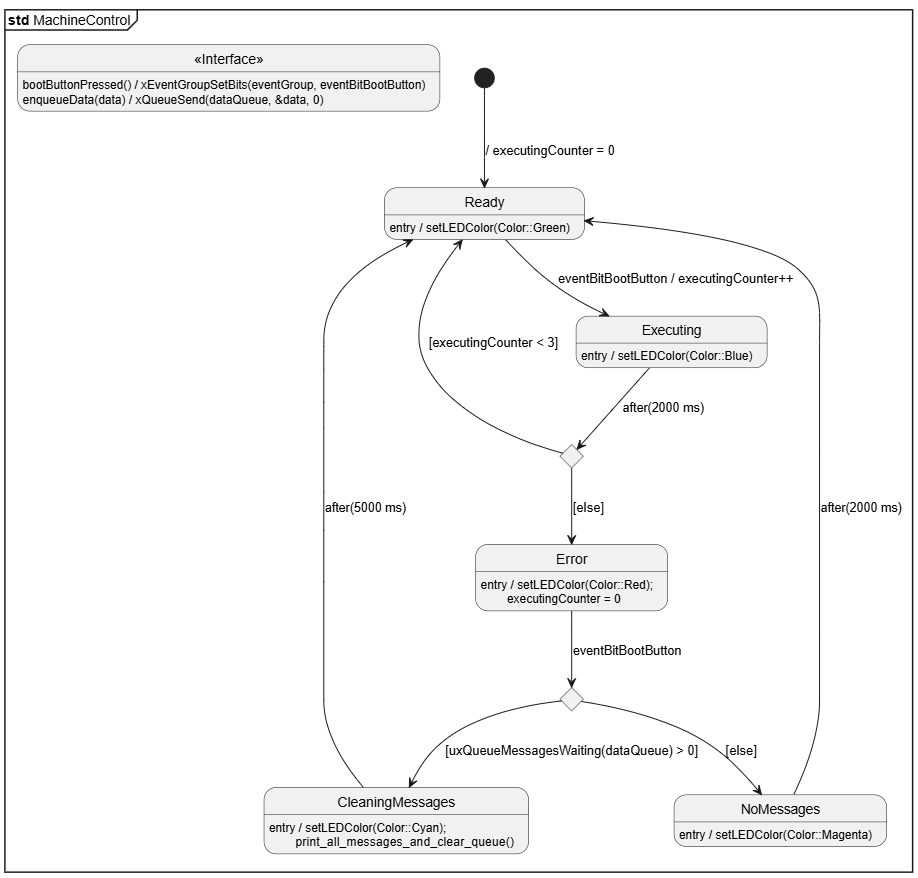 std MachineControl
«Interface»
bootButtonPressed() / xEventGroupSetBits(eventGroup, eventBitBootButton)
enqueueData(data) / xQueueSend(dataQueue, &data, 0)
/ executingCounter = 0
Ready
entry / setLEDColor(Color::Green)
eventBitBootButton / executingCounter++
Executing
entry / setLEDColor(Color::Blue)
[executingCounter < 3]
after(2000 ms)
after(5000 ms)
[else]
after(2000 ms)
Error
entry / setLEDColor(Color::Red);
executingCounter = 0
eventBitBootButton
[uxQueueMessagesWaiting(dataQueue) > 0]
[else]
CleaningMessages
entry / setLEDColor(Color::Cyan);
print_all_messages_and_clear_queue()
NoMessages
entry / setLEDColor(Color::Magenta)